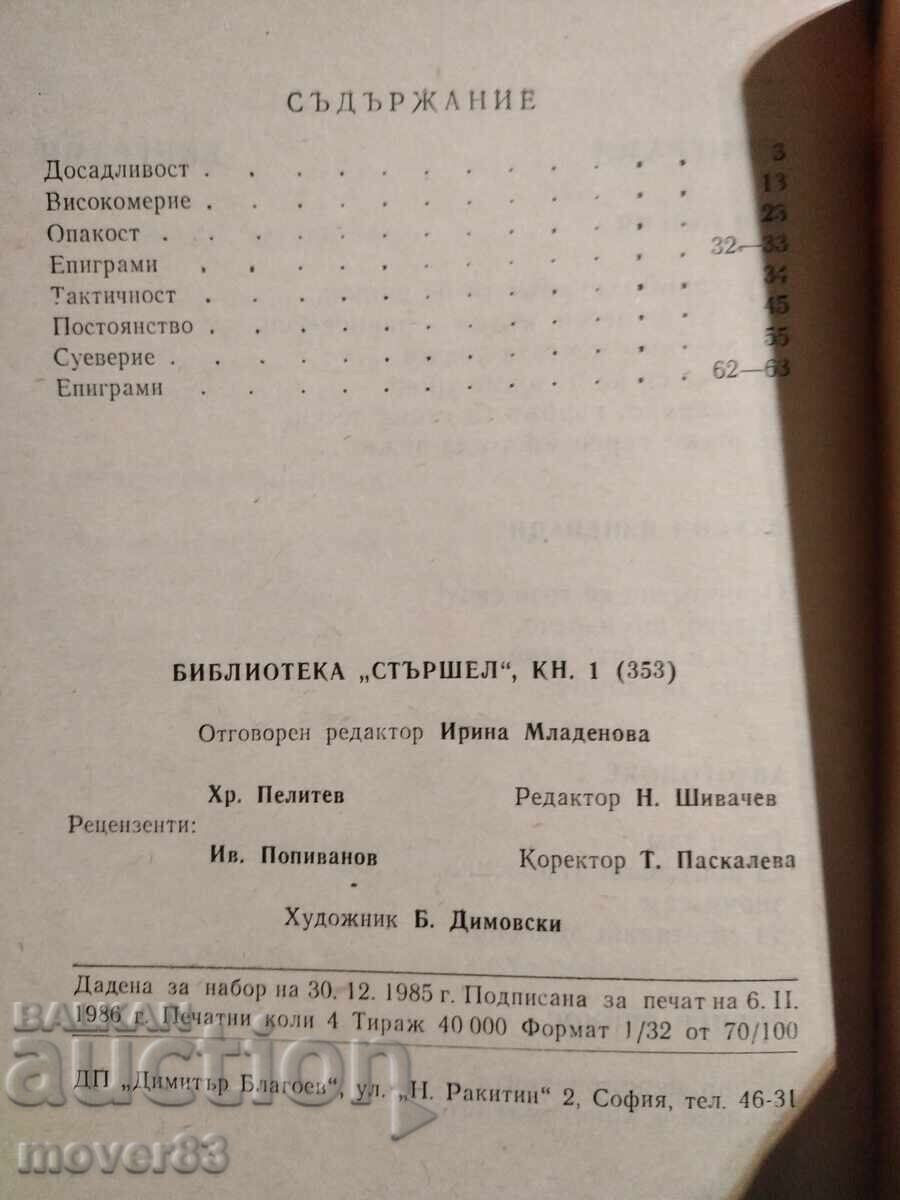 СЪДЪРЖАНИЕ
Досадливост . . . . . . . . . . . . 3
Високомерие . . . . . . . . . . . . 13
Опакост . . . . . . . . . . . . . 23
Епиграми . . . . . . . . . . . 32—33
Тактичност . . . . . . . . . . . . 34
Постоянство . . . . . . . . . . . . 45
Суеверие . . . . . . . . . . . . . 55
Епиграми . . . . . . . . . . . 62—63
БИБЛИОТЕКА „СТЪРШЕЛ“, КН. 1 (353)
Отговорен редактор Ирина Младенова
Хр. Пелитев Редактор Н. Шивачев
Рецензенти:
Ив. Попиванов Коректор Т. Паскалева
Художник Б. Димовски
Дадена за набор на 30. 12. 1985 г. Подписана за печат на 6. II.
1986 г. Печатни коли 4 Тираж 40 000 Формат 1/32 от 70/100
ДП „Димитър Благоев“, ул. „Н. Ракитин“ 2, София, тел. 46-31
БАЛКАН
auction
mover83